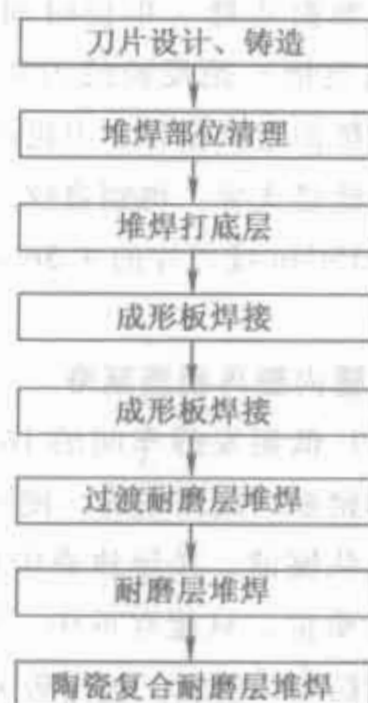 刀片设计、铸造
堆焊部位清理
堆焊打底层
成形板焊接
成形板焊接
过渡耐磨层堆焊
耐磨层堆焊
陶瓷复合耐磨层堆焊